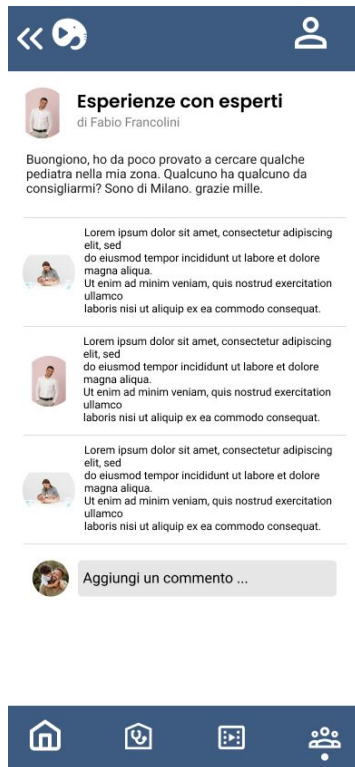 Esperienze con esperti
di Fabio Francolini
Buongiono, ho da poco provato a cercare qualche
pediatra nella mia zona. Qualcuno ha qualcuno da
consigliarmi? Sono di Milano. grazie mille.
Lorem ipsum dolor sit amet, consectetur adipiscing
elit, sed
do eiusmod tempor incididunt ut labore et dolore
magna aliqua.
Ut enim ad minim veniam, quis nostrud exercitation
ullamco
laboris nisi ut aliquip ex ea commodo consequat.
Lorem ipsum dolor sit amet, consectetur adipiscing
elit, sed
do eiusmod tempor incididunt ut labore et dolore
magna aliqua.
Ut enim ad minim veniam, quis nostrud exercitation
ullamco
laboris nisi ut aliquip ex ea commodo consequat.
Lorem ipsum dolor sit amet, consectetur adipiscing
elit, sed
do eiusmod tempor incididunt ut labore et dolore
magna aliqua.
Ut enim ad minim veniam, quis nostrud exercitation
ullamco
laboris nisi ut aliquip ex ea commodo consequat.
Aggiungi un commento ...